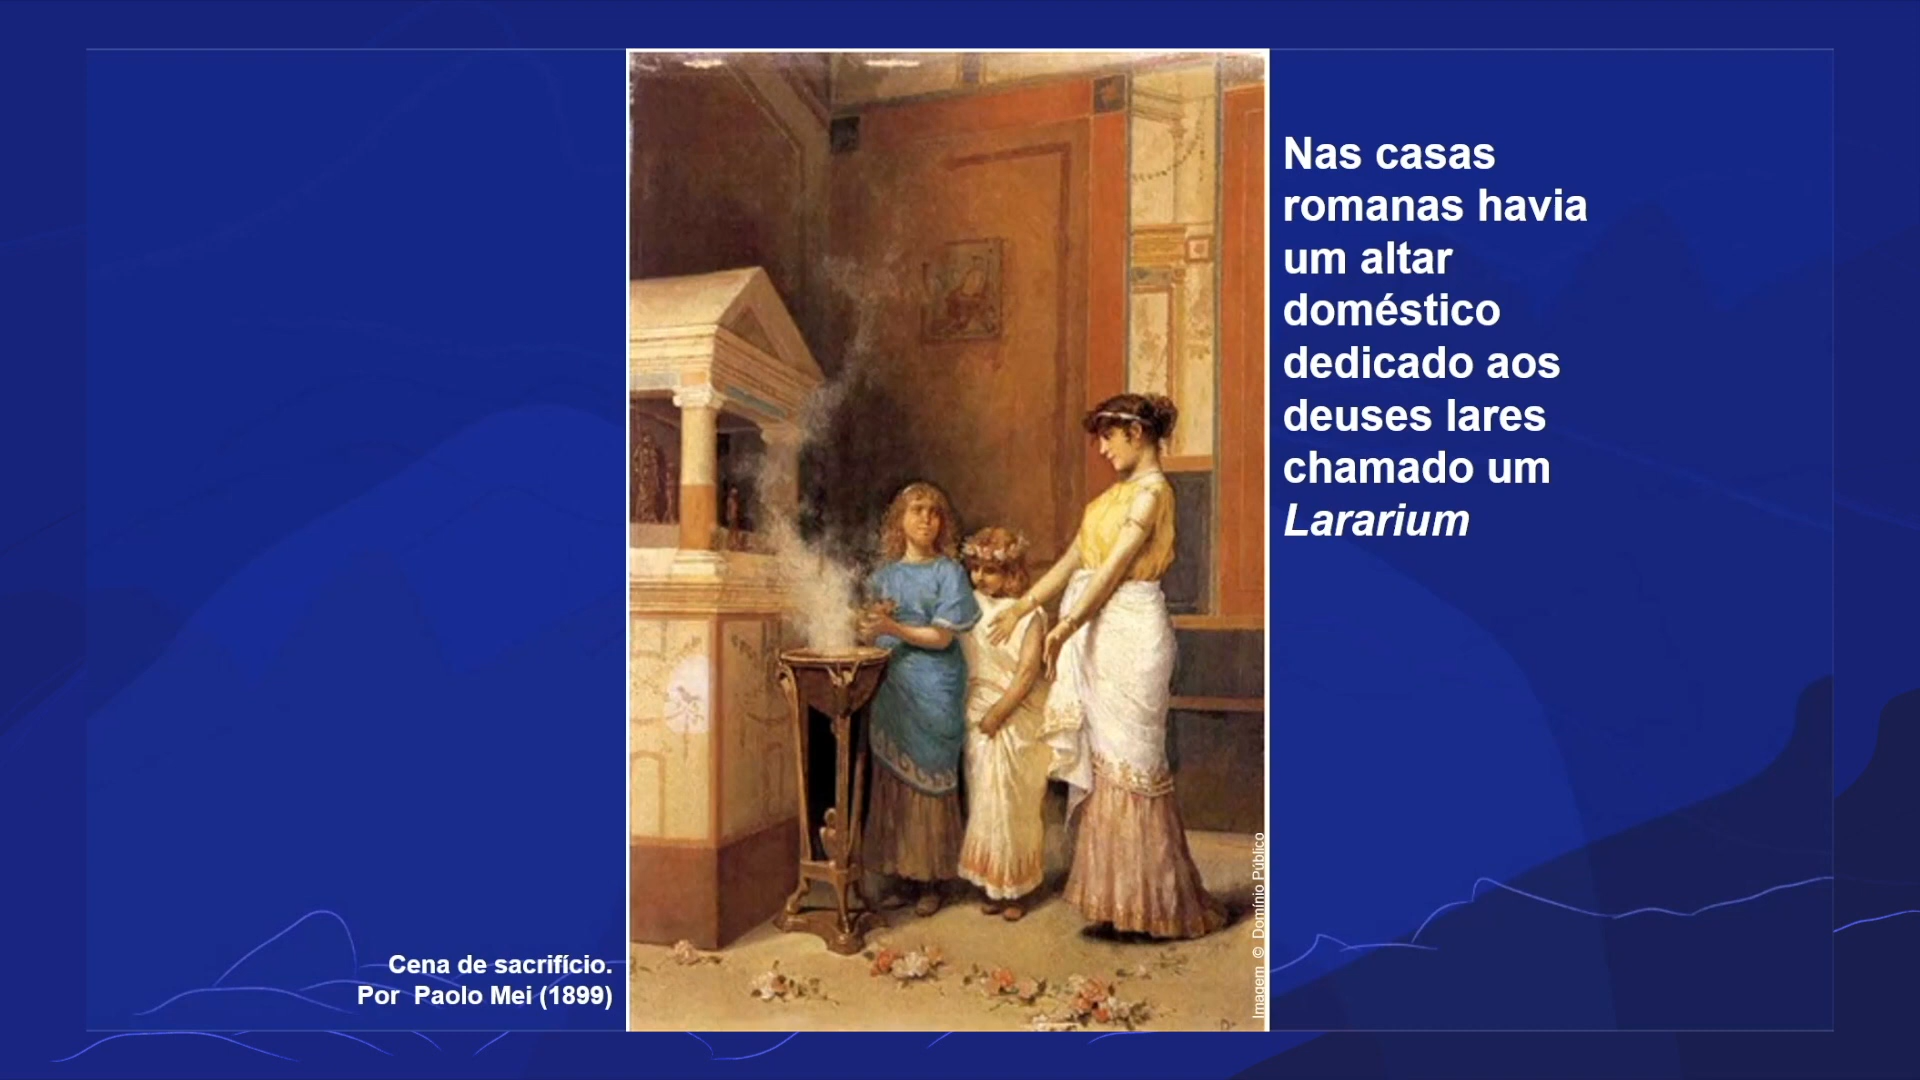 Nas casas
romanas havia
um altar
doméstico
dedicado aos
deuses lares
chamado um
Lararium
Cena de sacrifício.
Por Paolo Mei (1899)
Imagem © Domínio Público